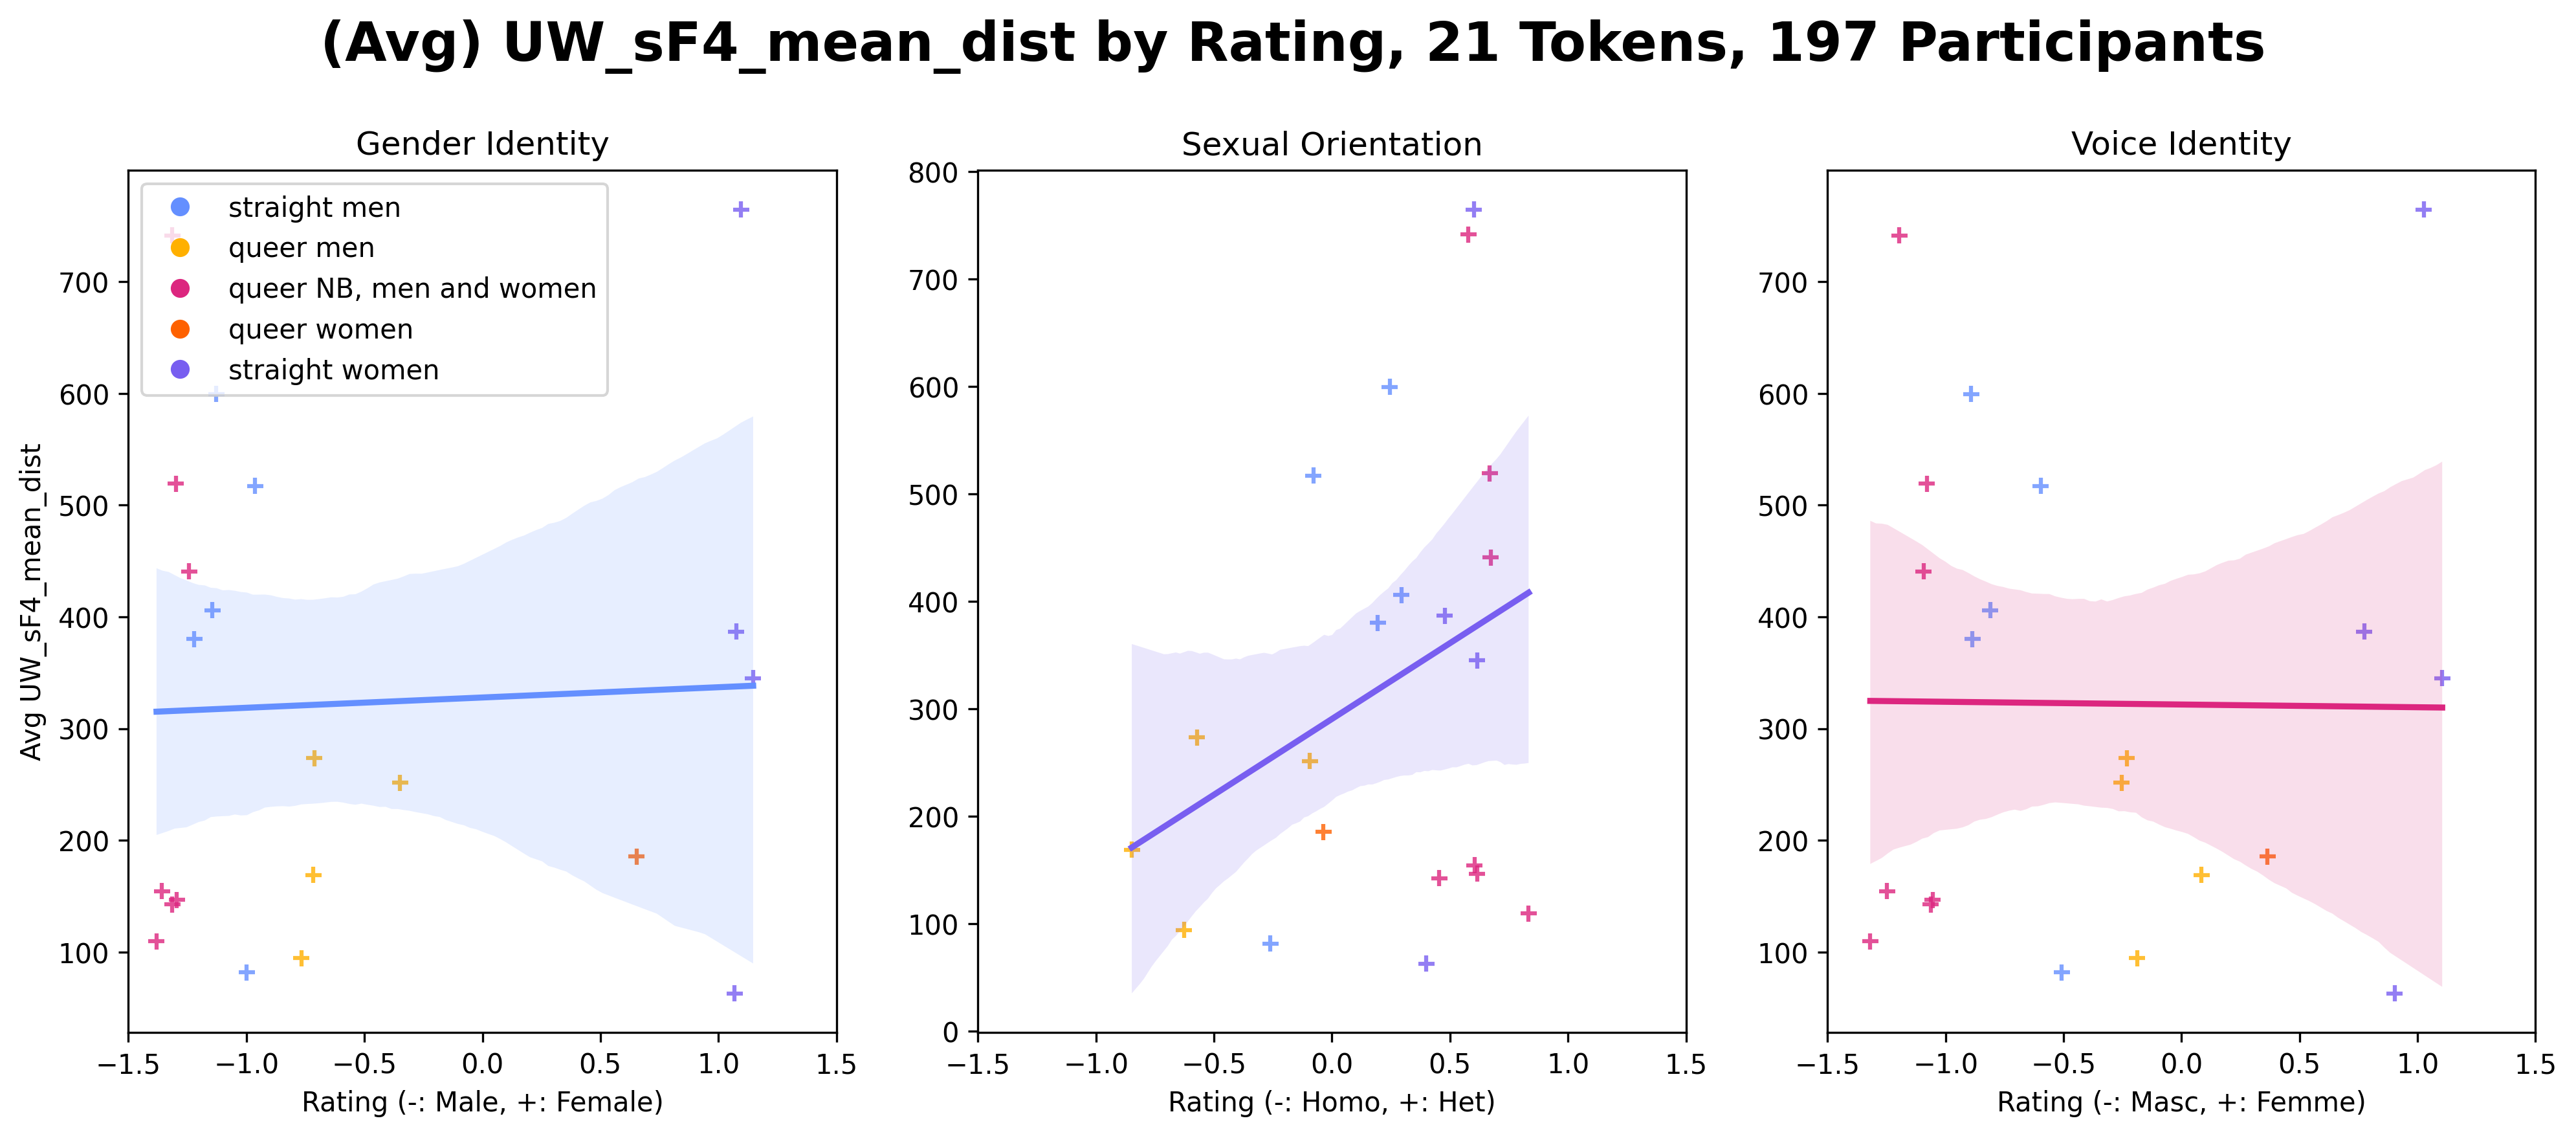 (Avg) UW_sF4_mean_dist by Rating, 21 Tokens, 197 Participants
Gender Identity
straight men
queer men
queer NB, men and women
queer women
straight women
700
600
500
400
300
200
100
Avg UW_sF4_mean_dist
−1.5 −1.0 −0.5 0.0 0.5 1.0 1.5
Rating (-: Male, +: Female)
Sexual Orientation
800
700
600
500
400
300
200
100
0
−1.5 −1.0 −0.5 0.0 0.5 1.0 1.5
Rating (-: Homo, +: Het)
Voice Identity
700
600
500
400
300
200
100
−1.5 −1.0 −0.5 0.0 0.5 1.0 1.5
Rating (-: Masc, +: Femme)